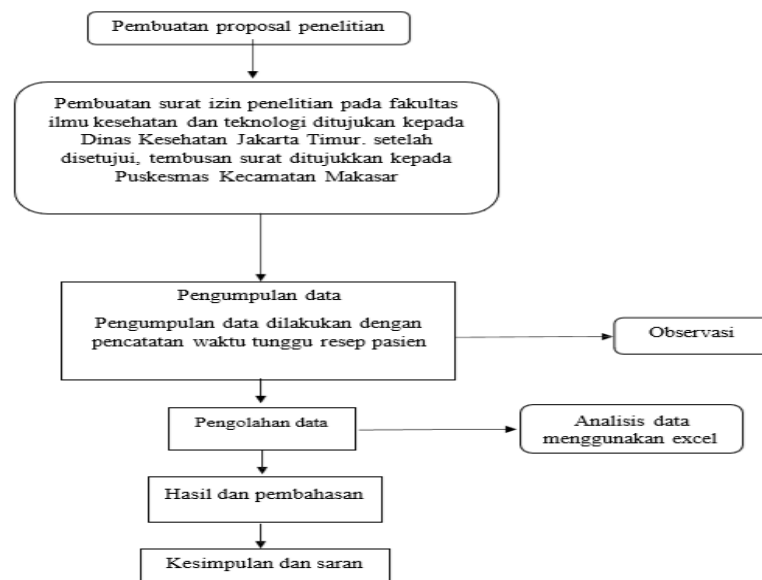 Pembuatan proposal penelitian
Pembuatan surat izin penelitian pada fakultas
ilmu kesehatan dan teknologi ditujukan kepada
Dinas Kesehatan Jakarta Timur. setelah
disetujui, tembusan surat ditujukkan kepada
Puskesmas Kecamatan Makasar
Pengumpulan data
Pengumpulan data dilakukan dengan
pencatatan waktu tunggu resep pasien
Observasi
Pengolahan data
Analisis data
menggunakan excel
Hasil dan pembahasan
Kesimpulan dan saran